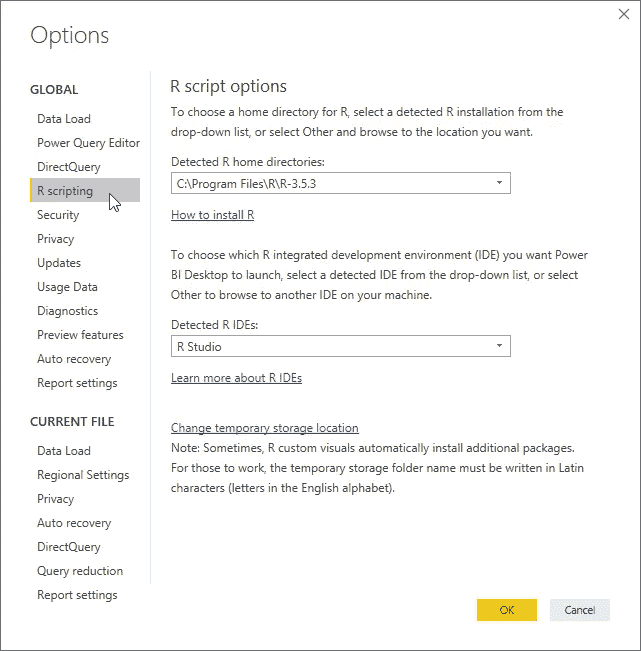 Options
GLOBAL
Data Load
Power Query Editor
DirectQuery
R scripting
Security
Privacy
Updates
Usage Data
Diagnostics
Preview features
Auto recovery
Report settings
CURRENT FILE
Data Load
Regional Settings
Privacy
Auto recovery
DirectQuery
Query reduction
Report settings
R script options
To choose a home directory for R, select a detected R installation from the
drop-down list, or select Other and browse to the location you want.
Detected R home directories:
C:\Program Files\R\R-3.5.3
How to install R
To choose which R integrated development environment (IDE) you want Power
BI Desktop to launch, select a detected IDE from the drop-down list, or select
Other to browse to another IDE on your machine.
Detected R IDEs:
R Studio
Learn more about R IDEs
Change temporary storage location
Note: Sometimes, R custom visuals automatically install additional packages.
For those to work, the temporary storage folder name must be written in Latin
characters (letters in the English alphabet).
OK
Cancel